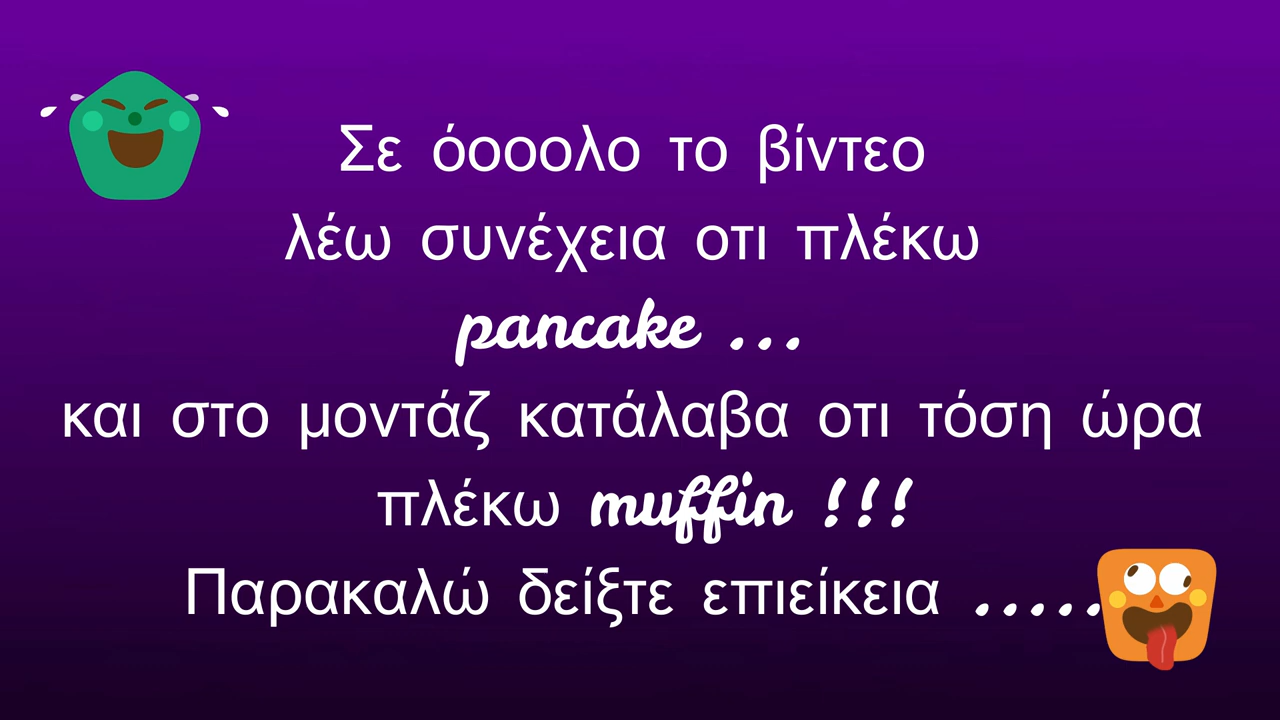 Σε όοοολο το βίντεο
λέω συνέχεια οτι πλέκω
pancake ...
και στο μοντάζ κατάλαβα οτι τόση ώρα
πλέκω muffin !!!
Παρακαλώ δείξτε επιείκεια .....